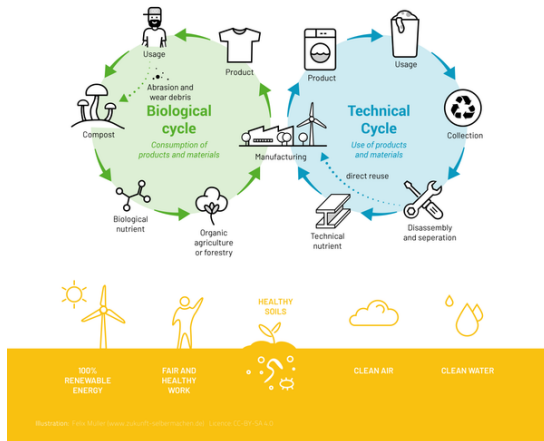 Usage
Product
Abrasion and
wear debris
Biological
cycle
Consumption of
products and materials
Compost
Biological
nutrient
Organic
agriculture
or forestry
Manufacturing
Product
Usage
Technical
Cycle
Use of products
and materials
Collection
direct reuse
Technical
nutrient
Disassembly
and seperation
HEALTHY
SOILS
100%
RENEWABLE
ENERGY
FAIR AND
HEALTHY
WORK
CLEAN AIR
CLEAN WATER
Illustration: